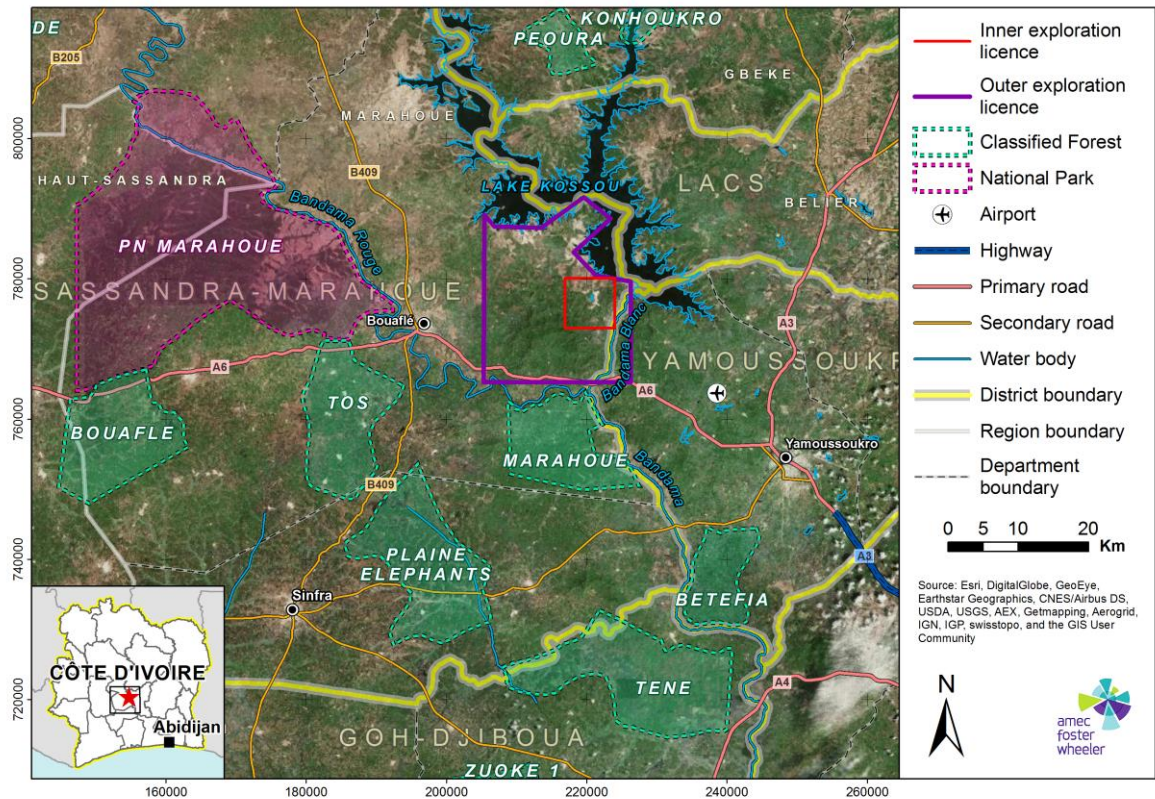 KONHOUKRO
PEOURA
DE
B205
GBEKE
MARAHOUE
B409
800000
HAUT-SASSANDRA
LAKE KOSSOU
LACS
BELIER
Bandama Rouge
PN MARAHOUE
780000
SASSANDRA-MARAHOUE
Bouaflé
Bandama Blanc
A3
YAMOUSSOUKR
A6
A6
760000
TOS
BOUAFLE
MARAHOUE
Yamoussoukro
Bandama
B409
740000
PLAINE
ELEPHANTS
A3
Sinfra
BETEFIA
CÔTE D'IVOIRE
Abidijan
720000
TENE
A4
GOH-DJIBOUA
ZUOKE 1
160000
180000
200000
220000
240000
260000
Inner exploration
licence
Outer exploration
licence
Classified Forest
National Park
Airport
Highway
Primary road
Secondary road
Water body
District boundary
Region boundary
Department
boundary
0 5 10 20
Km
Source: Esri, DigitalGlobe, GeoEye,
Earthstar Geographics, CNES/Airbus DS,
USDA, USGS, AEX, Getmapping, Aerogrid,
IGN, IGP, swisstopo, and the GIS User
Community
N
amec
foster
wheeler